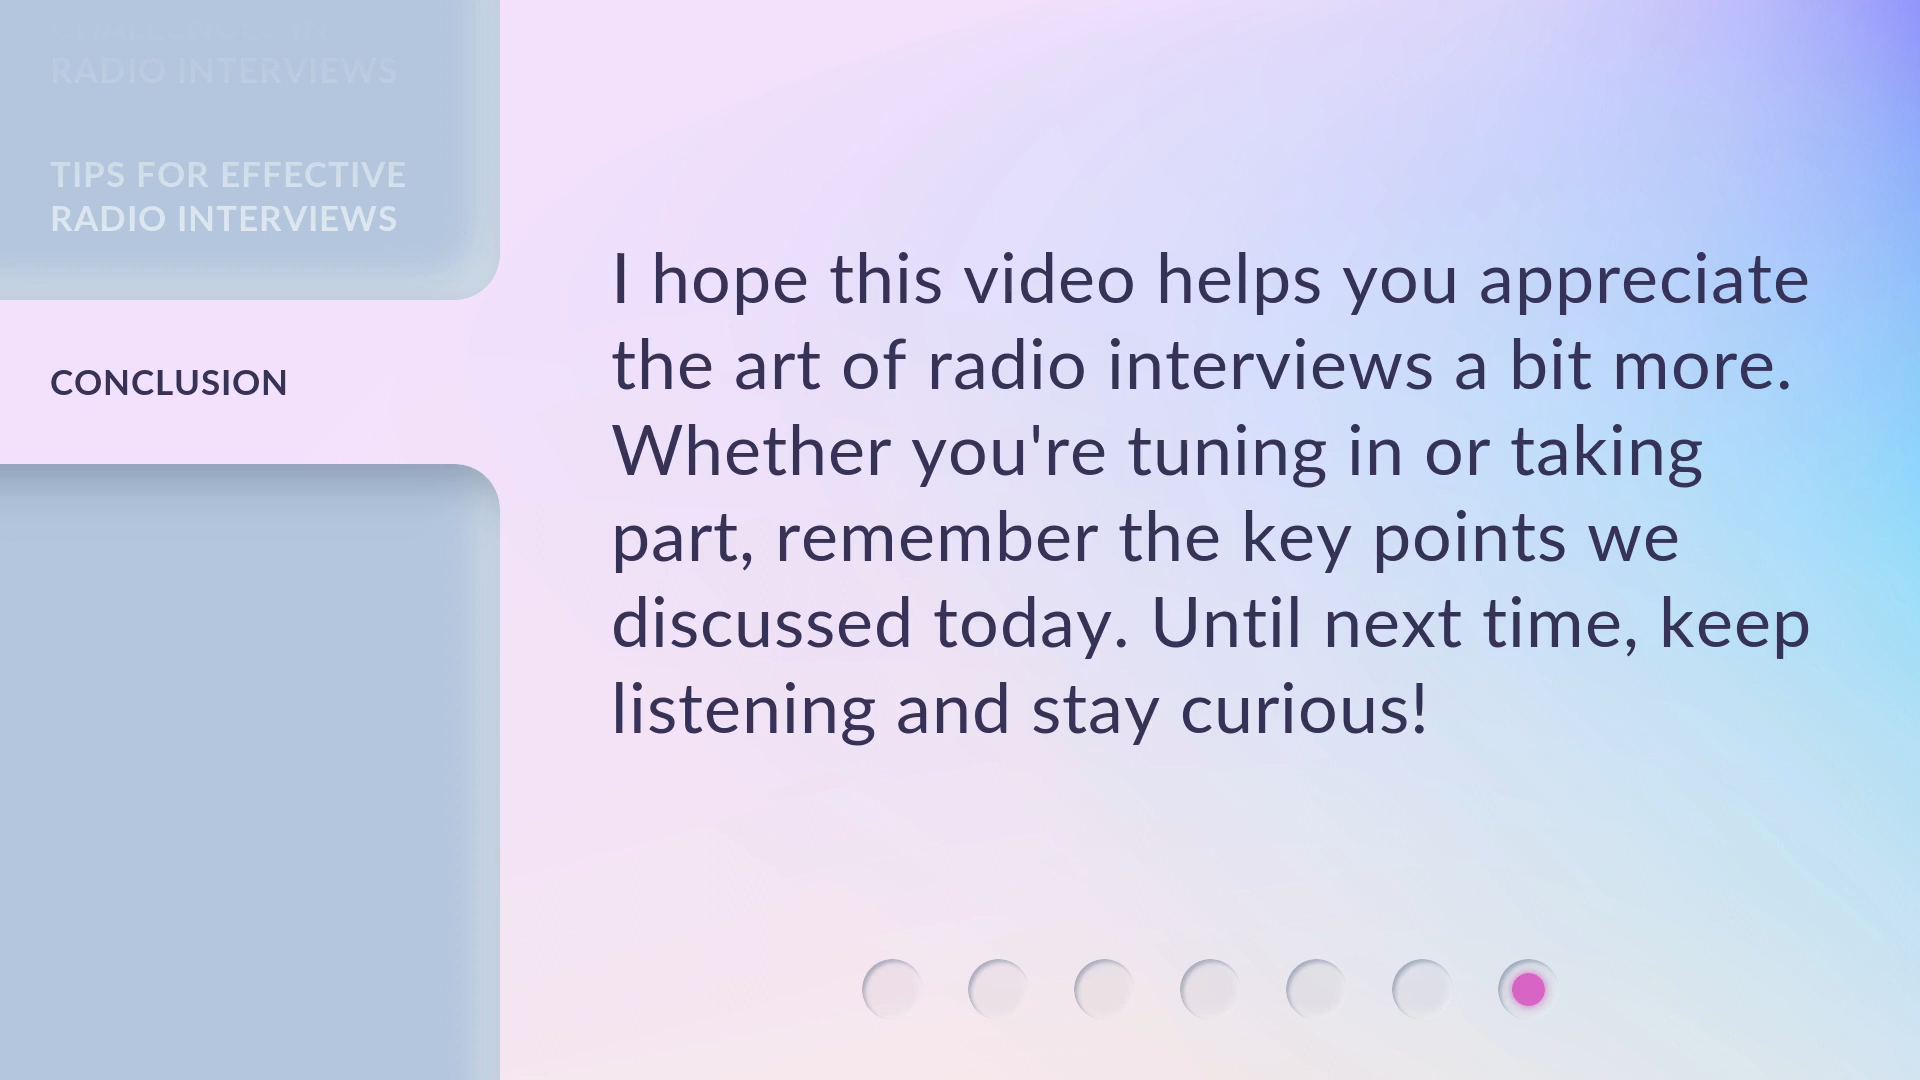 RADIO INTERVIEWS
TIPS FOR EFFECTIVE
RADIO INTERVIEWS
CONCLUSION
I hope this video helps you appreciate
the art of radio interviews a bit more.
Whether you're tuning in or taking
part, remember the key points we
discussed today. Until next time, keep
listening and stay curious!